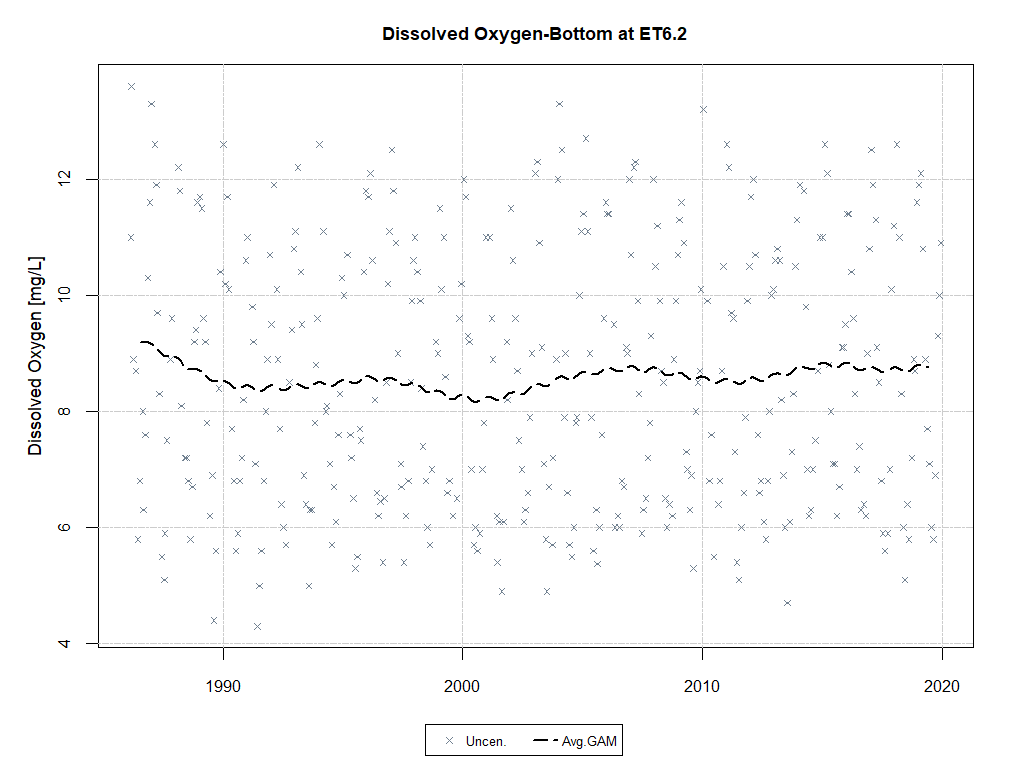 Dissolved Oxygen-Bottom at ET6.2
Dissolved Oxygen [mg/L]
12
10
8
6
4
1990 2000 2010 2020
Uncen. Avg.GAM